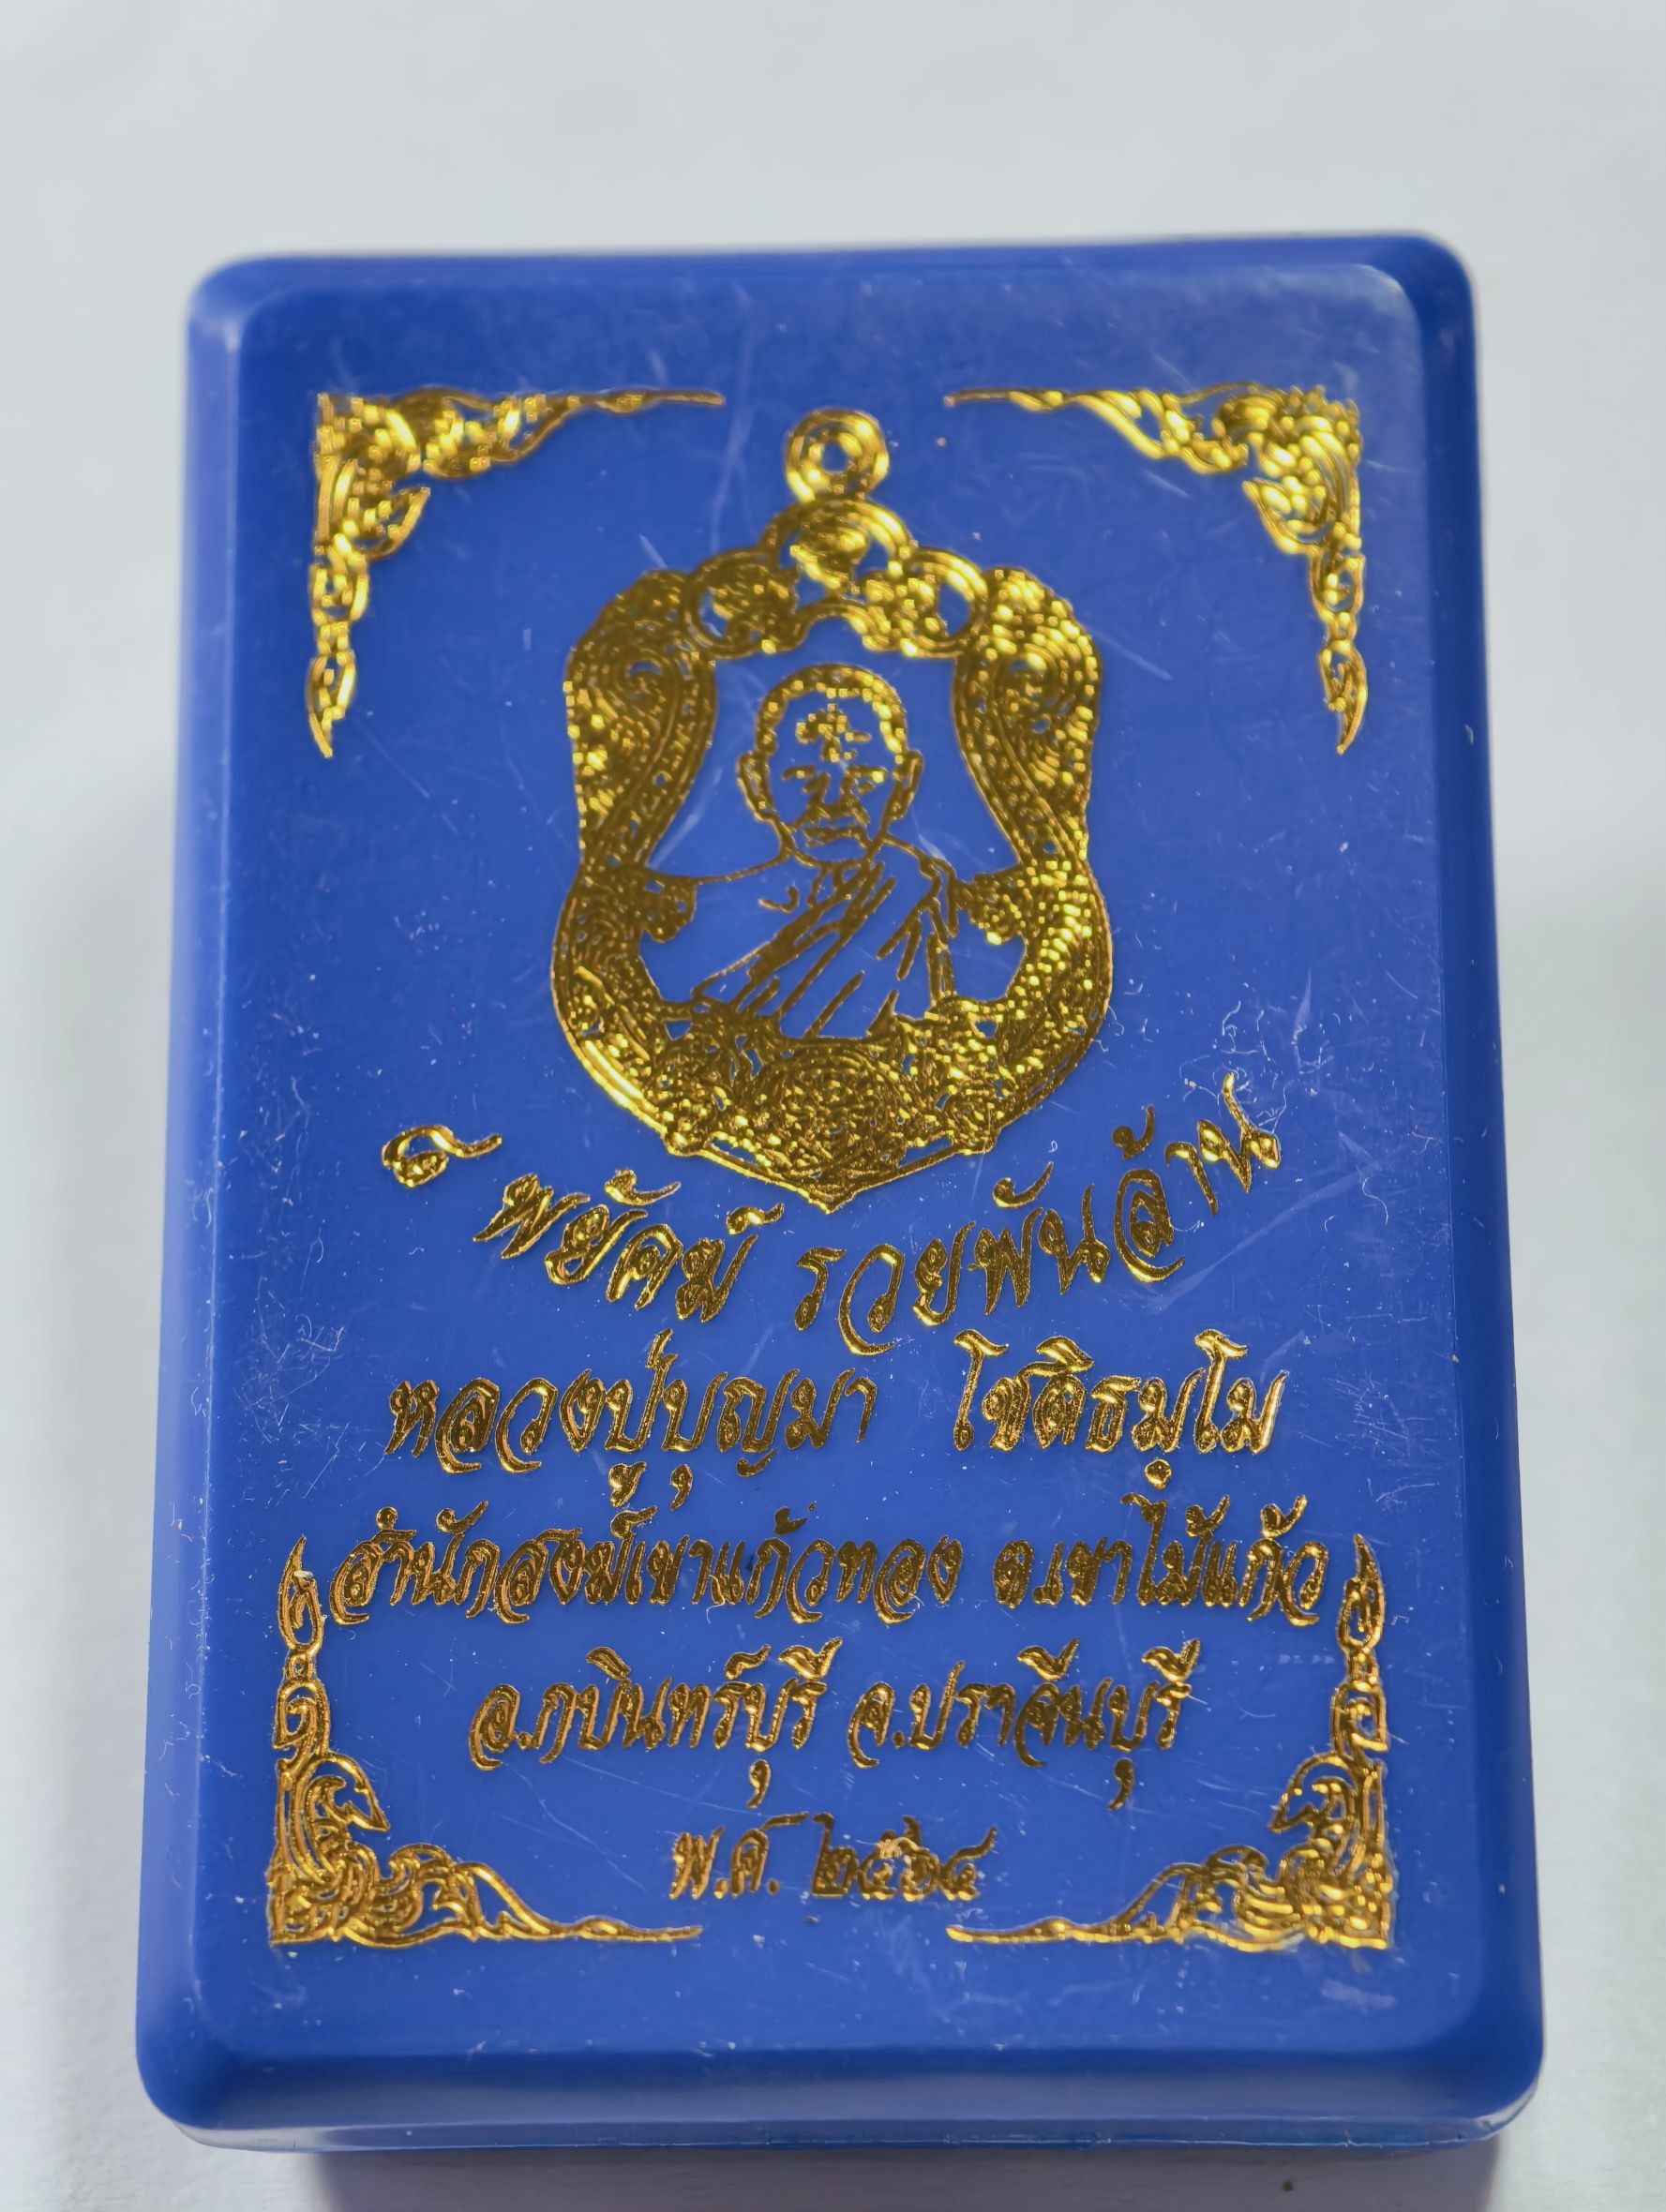 ๘ พยัคฆ์ รวยพันล้าน
หลวงปู่บุญมา โชติธมฺโม
สำนักสงฆ์เขาแก้วทอง ต.เขาไม้แก้ว
อ.กบินทร์บุรี จ.ปราจีนบุรี
พ.ศ. ๒๕๖๔